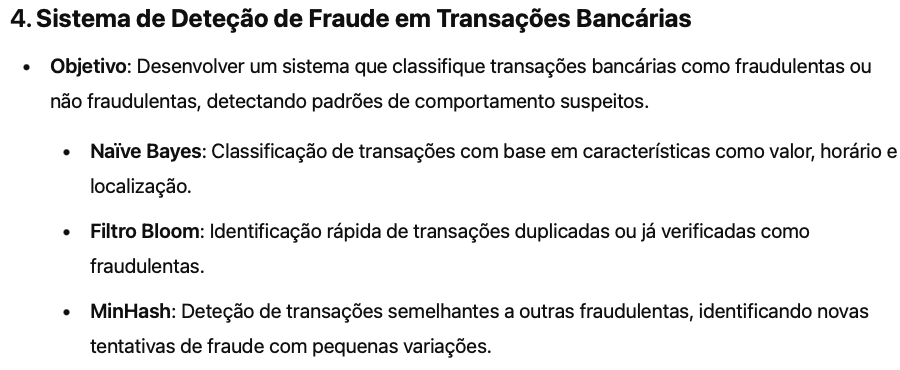 4. Sistema de Deteção de Fraude em Transações Bancárias
• Objetivo: Desenvolver um sistema que classifique transações bancárias como fraudulentas ou
não fraudulentas, detectando padrões de comportamento suspeitos.
• Naïve Bayes: Classificação de transações com base em características como valor, horário e
localização.
• Filtro Bloom: Identificação rápida de transações duplicadas ou já verificadas como
fraudulentas.
• MinHash: Deteção de transações semelhantes a outras fraudulentas, identificando novas
tentativas de fraude com pequenas variações.